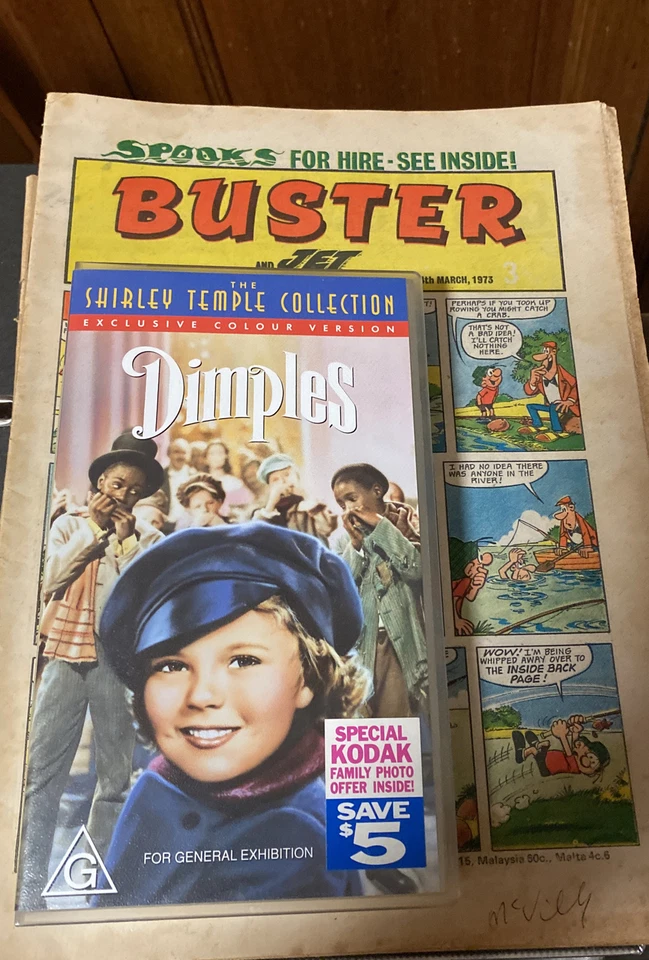 SPOOKS FOR HIRE - SEE INSIDE!
BUSTER
AND JET
th MARCH, 1973 3
THE
SHIRLEY TEMPLE COLLECTION
EXCLUSIVE COLOUR VERSION
Dimples
SPECIAL
KODAK
FAMILY PHOTO
OFFER INSIDE!
SAVE
$5
G
FOR GENERAL EXHIBITION
PERHAPS IF YOU TOOK UP
ROWING YOU MIGHT CATCH
A CRAB.
THAT'S NOT
A BAD IDEA!
I'LL CATCH
NOTHING
HERE.
I HAD NO IDEA THERE
WAS ANYONE IN THE
RIVER!
WOW! I'M BEING
WHIPPED AWAY OVER TO
THE INSIDE BACK
PAGE!
15, Malaysia 80c., Malta 4c.6